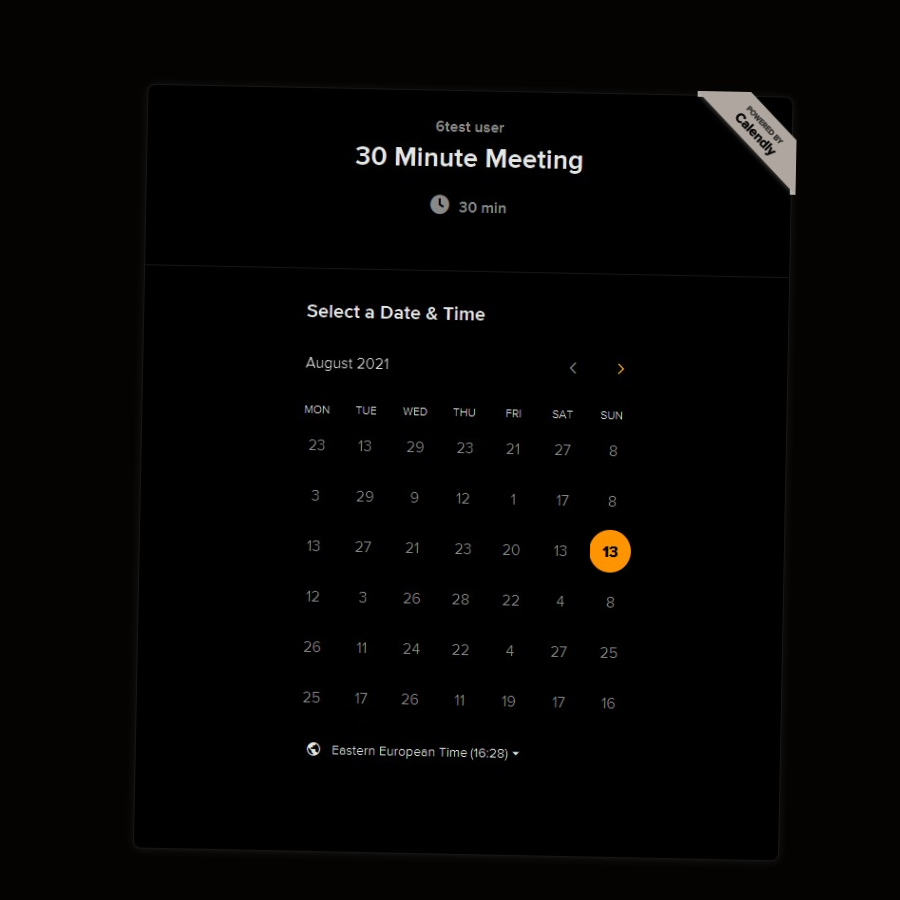 6test user
30 Minute Meeting
30 min
POWERED BY
Calendly
Select a Date & Time
August 2021
MON TUE WED THU FRI SAT SUN
23 13 29 23 21 27 8
3 29 9 12 1 17 8
13 27 21 23 20 13 13
12 3 26 28 22 4 8
26 11 24 22 4 27 25
25 17 26 11 19 17 16
Eastern European Time (16:28)